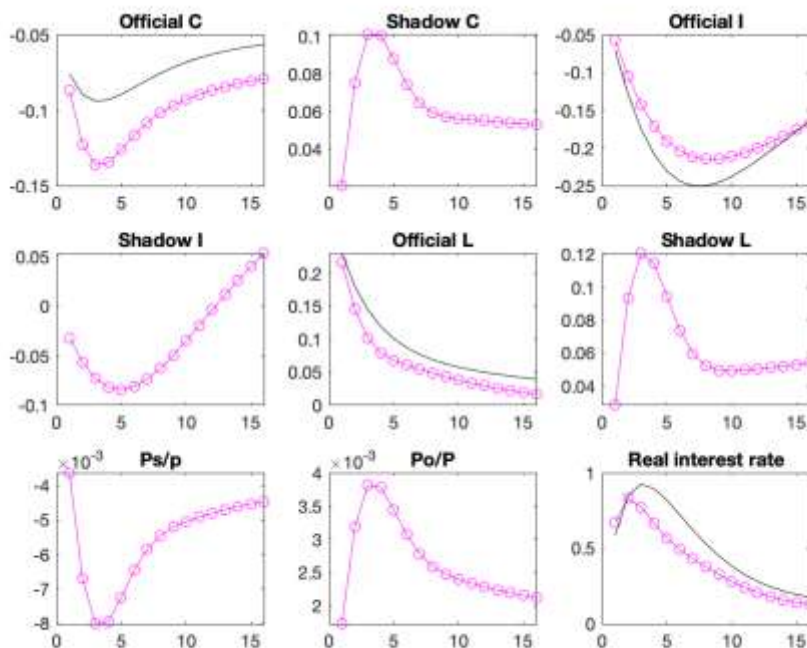 Official C
Shadow C
Official I
-0.05
-0.1
-0.15
0 5 10 15
0.1
0.08
0.06
0.04
0 5 10 15
-0.05
-0.1
-0.15
-0.2
-0.25
0 5 10 15
Shadow I
Official L
Shadow L
0.05
0
-0.05
-0.1
0 5 10 15
0.2
0.15
0.1
0.05
0
0 5 10 15
0.12
0.1
0.08
0.06
0.04
0 5 10 15
Ps/p
Po/P
Real interest rate
×10-3
-4
-5
-6
-7
-8
0 5 10 15
×10-3
4
3.5
3
2.5
2
0 5 10 15
1
0.5
0
0 5 10 15